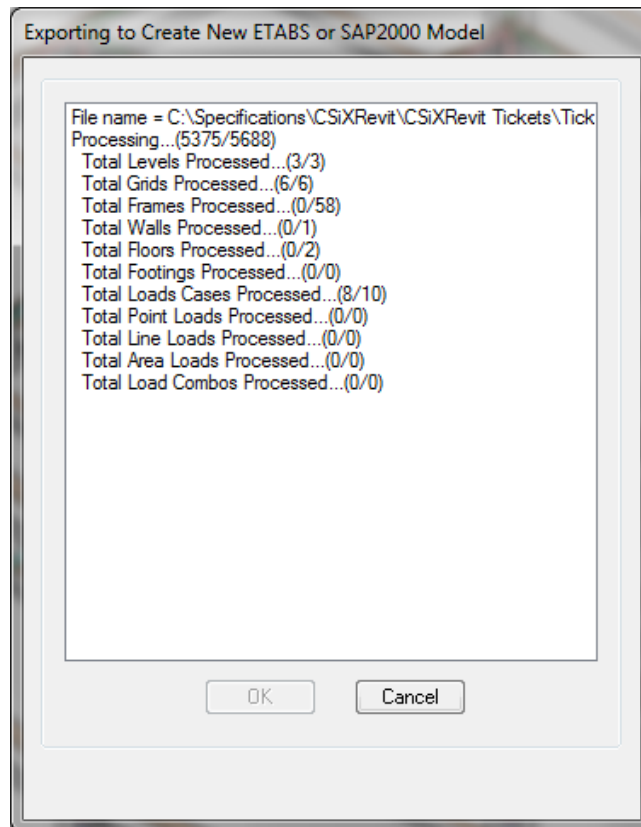 Exporting to Create New ETABS or SAP2000 Model
File name = C:\Specifications\CSiXRevit\CSiXRevit Tickets\Tick
Processing...(5375/5688)
Total Levels Processed...(3/3)
Total Grids Processed...(6/6)
Total Frames Processed...(0/58)
Total Walls Processed...(0/1)
Total Floors Processed...(0/2)
Total Footings Processed...(0/0)
Total Loads Cases Processed...(8/10)
Total Point Loads Processed...(0/0)
Total Line Loads Processed...(0/0)
Total Area Loads Processed...(0/0)
Total Load Combos Processed...(0/0)
OK Cancel